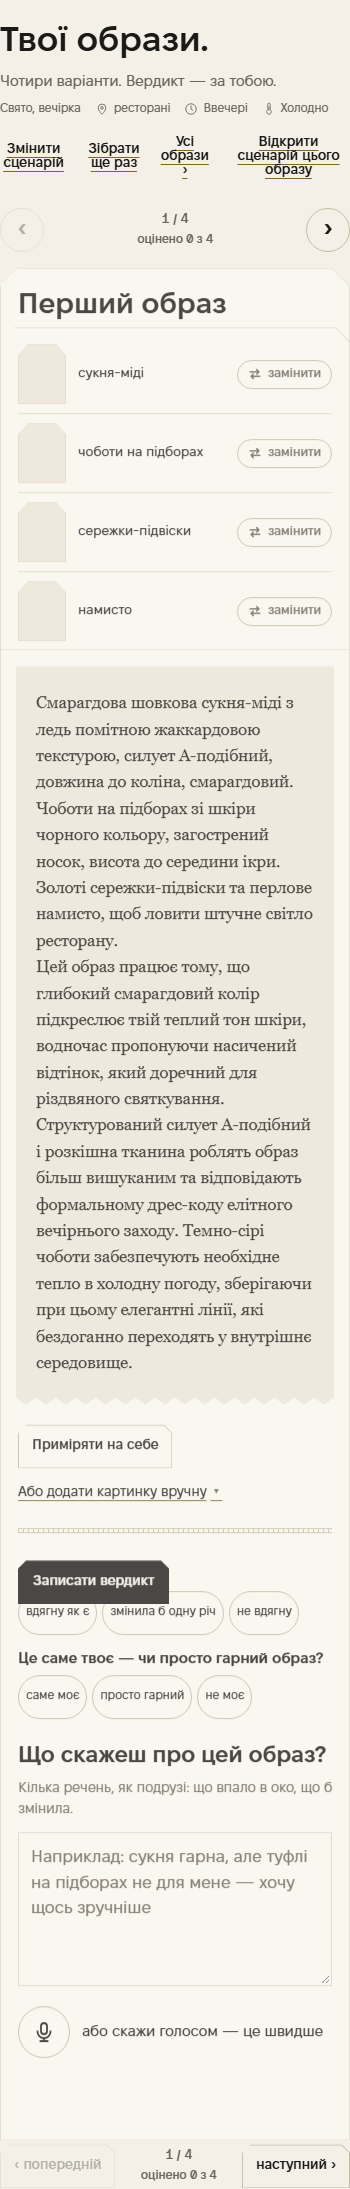 Твої образи.
Чотири варіанти. Вердикт — за тобою.
Свято, вечірка ресторані Ввечері Холодно
Змінити
сценарій
Зібрати
ще раз
Усі
образи
›
Відкрити
сценарій цього
образу
‹
1 / 4
оцінено 0 з 4
›
Перший образ
сукня-міді
замінити
чоботи на підборах
замінити
сережки-підвіски
замінити
намисто
замінити
Смарагдова шовкова сукня-міді з
ледь помітною жаккардовою
текстурою, силует А-подібний,
довжина до коліна, смарагдовий.
Чоботи на підборах зі шкіри
чорного кольору, загострений
носок, висота до середини ікри.
Золоті сережки-підвіски та перлове
намисто, щоб ловити штучне світло
ресторану.
Цей образ працює тому, що
глибокий смарагдовий колір
підкреслює твій теплий тон шкіри,
водночас пропонуючи насичений
відтінок, який доречний для
різдвяного святкування.
Структурований силует А-подібний
і розкішна тканина роблять образ
більш вишуканим та відповідають
формальному дрес-коду елітного
вечірнього заходу. Темно-сірі
чоботи забезпечують необхідне
тепло в холодну погоду, зберігаючи
при цьому елегантні лінії, які
бездоганно переходять у внутрішнє
середовище.
Приміряти на себе
Або додати картинку вручну
Записати вердикт
вдягну як є
змінила б одну річ
не вдягну
Це саме твоє — чи просто гарний образ?
саме моє
просто гарний
не моє
Що скажеш про цей образ?
Кілька речень, як подрузі: що впало в око, що б
змінила.
Наприклад: сукня гарна, але туфлі
на підборах не для мене — хочу
щось зручніше
або скажи голосом — це швидше
‹ попередній
1 / 4
оцінено 0 з 4
наступний ›